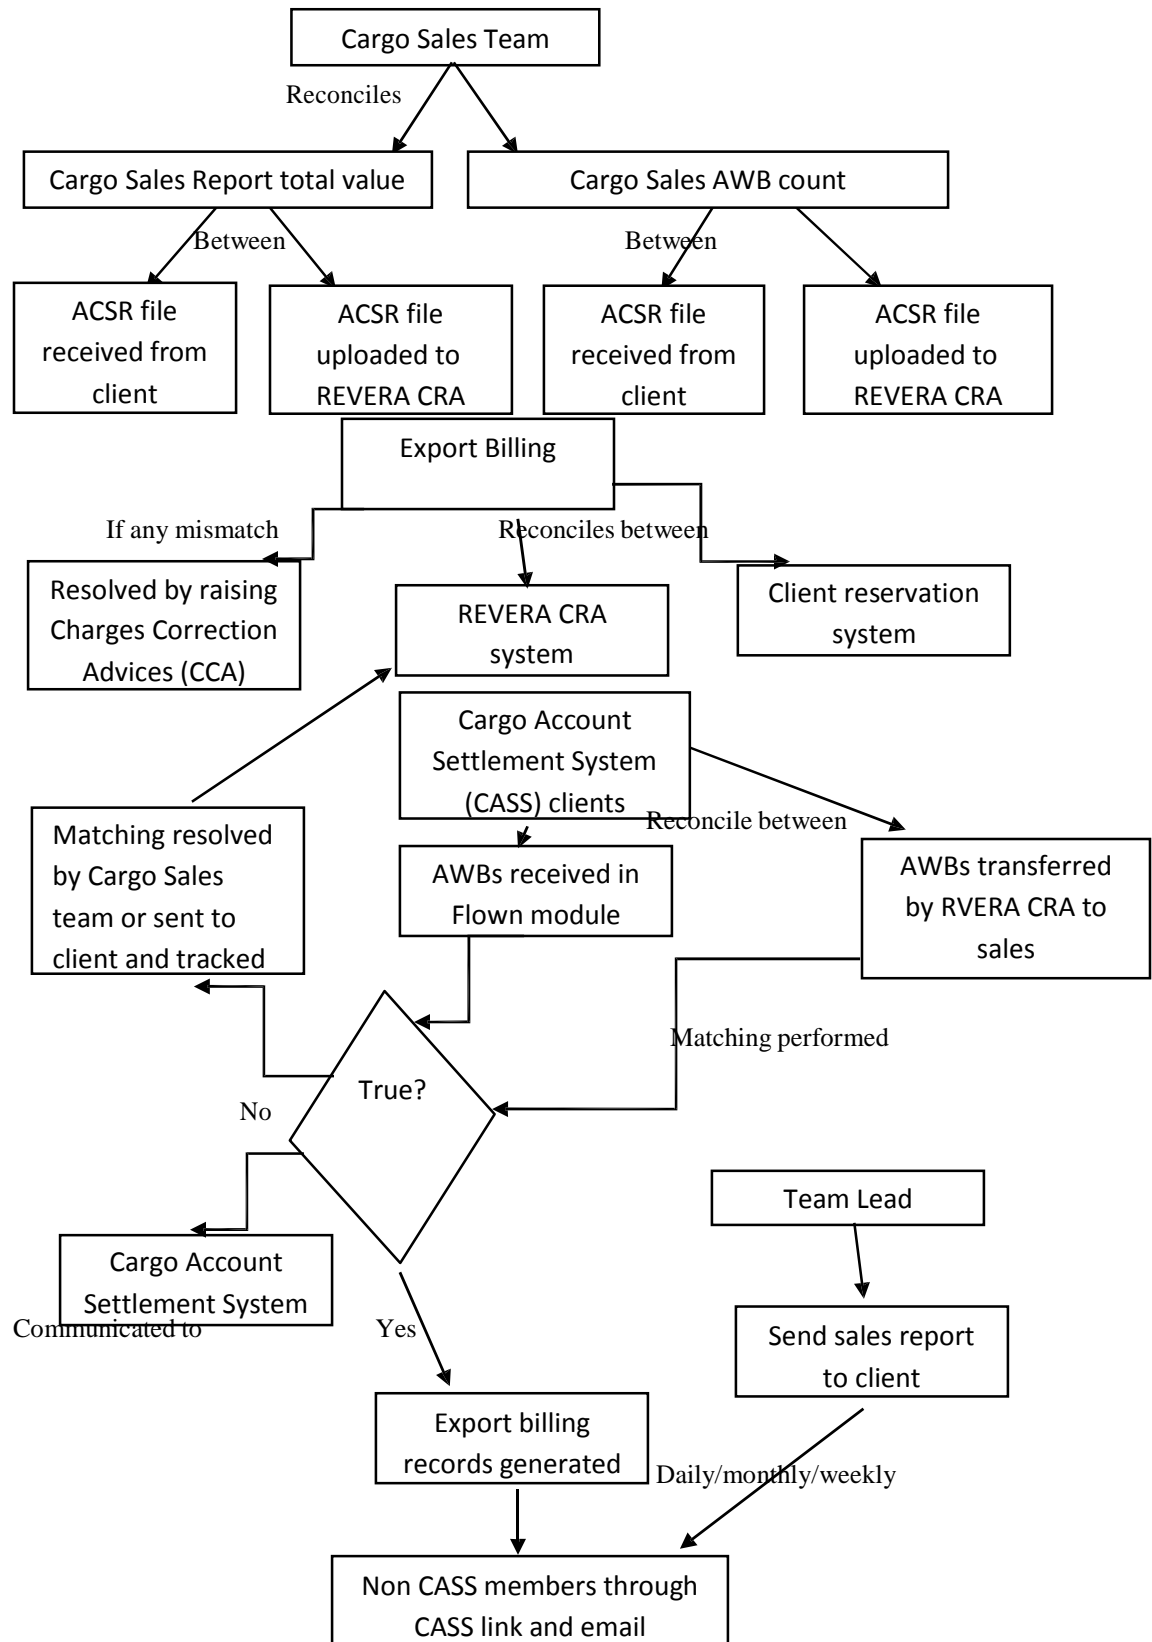 Cargo Sales Team
Reconciles
Cargo Sales Report total value
Cargo Sales AWB count
Between
Between
ACSR file
received from
client
ACSR file
uploaded to
REVERA CRA
ACSR file
received from
client
ACSR file
uploaded to
REVERA CRA
Export Billing
If any mismatch
Reconciles between
Resolved by raising
Charges Correction
Advices (CCA)
REVERA CRA
system
Client reservation
system
Cargo Account
Settlement System
(CASS) clients
Reconcile between
Matching resolved
by Cargo Sales
team or sent to
client and tracked
AWBs received in
Flown module
AWBs transferred
by RVERA CRA to
sales
Matching performed
True?
No
Team Lead
Cargo Account
Settlement System
Communicated to
Yes
Send sales report
to client
Export billing
records generated
Daily/monthly/weekly
Non CASS members through
CASS link and email